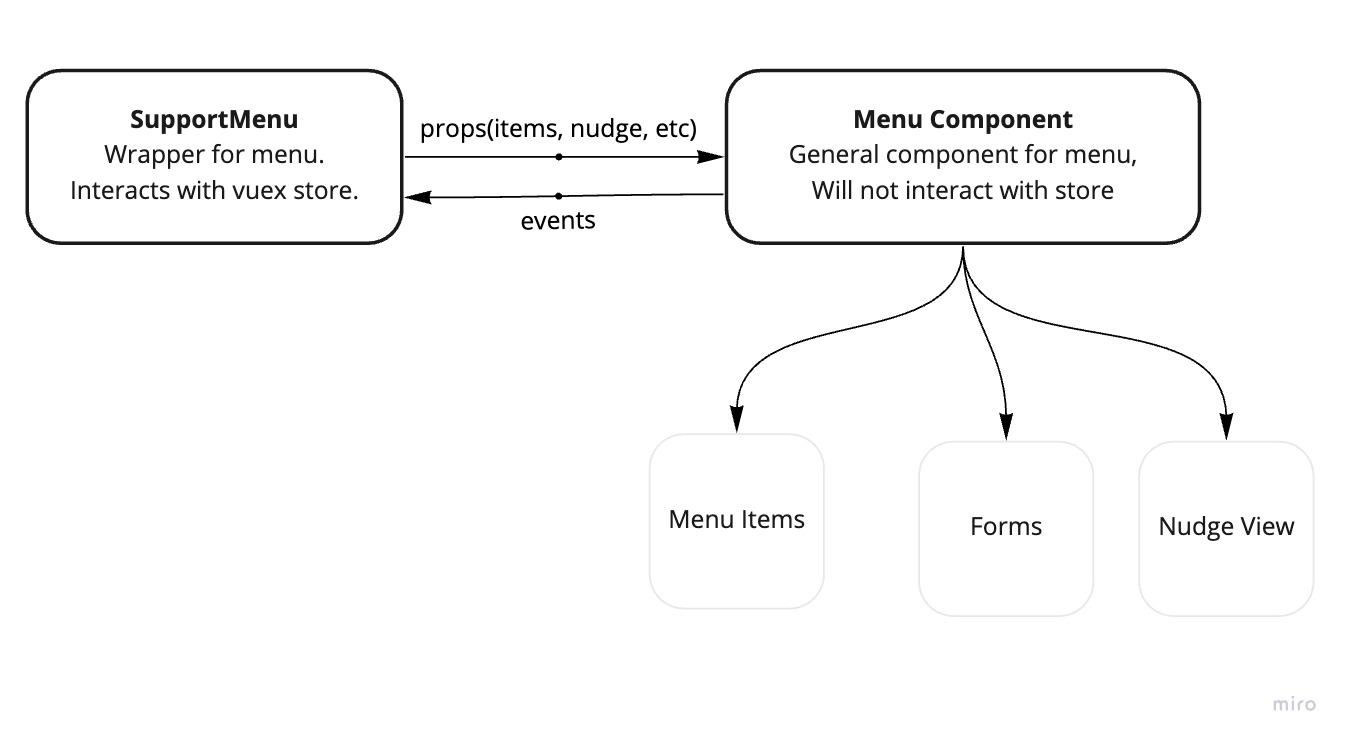 SupportMenu
Wrapper for menu.
Interacts with vuex store.
props(items, nudge, etc)
events
Menu Component
General component for menu,
Will not interact with store
Menu Items
Forms
Nudge View
miro